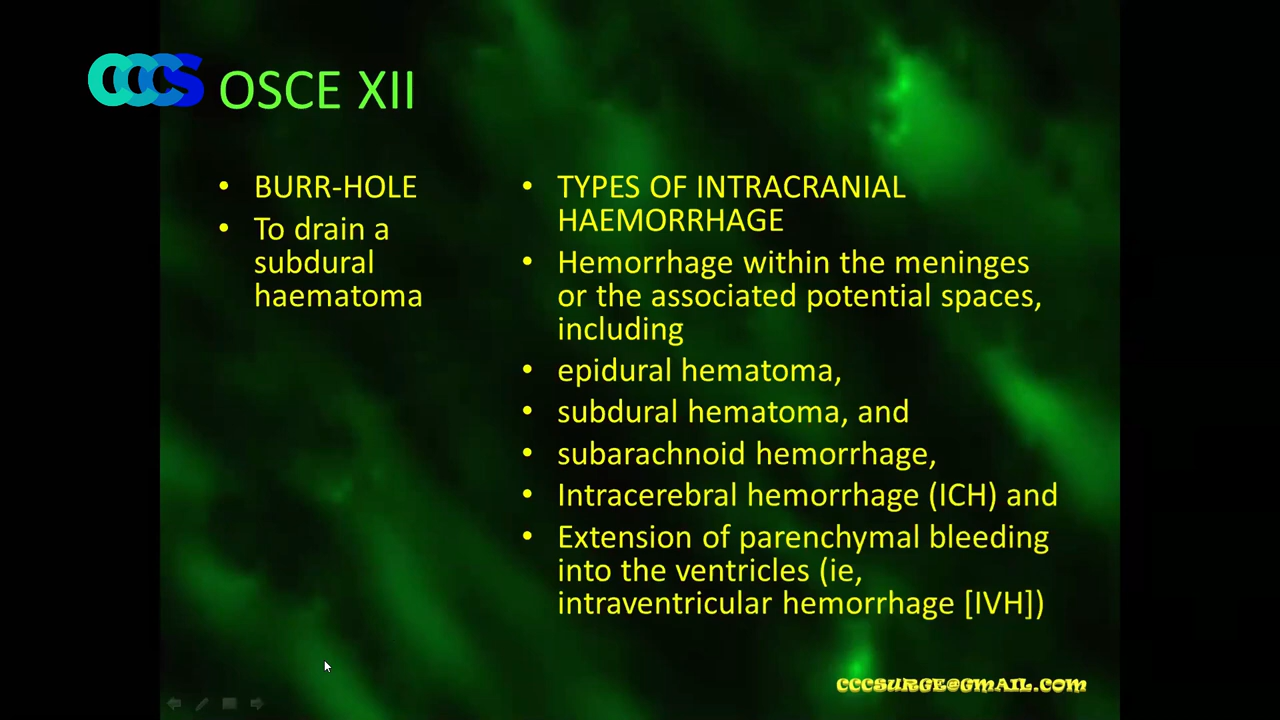 CCCS
OSCE XII
• BURR-HOLE
• To drain a
subdural
haematoma
• TYPES OF INTRACRANIAL
HAEMORRHAGE
• Hemorrhage within the meninges
or the associated potential spaces,
including
• epidural hematoma,
• subdural hematoma, and
• subarachnoid hemorrhage,
• Intracerebral hemorrhage (ICH) and
• Extension of parenchymal bleeding
into the ventricles (ie,
intraventricular hemorrhage [IVH])
CCCSURGE@GMAIL.COM